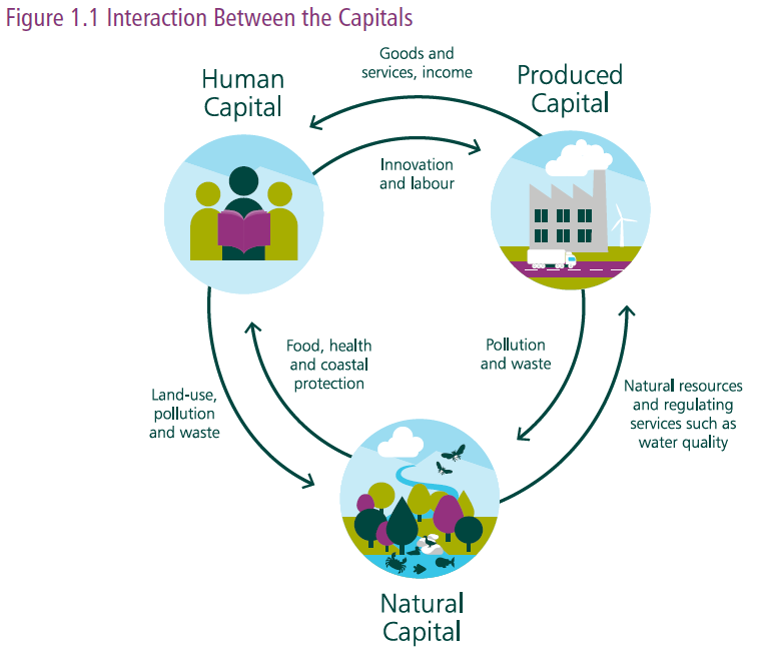 Figure 1.1 Interaction Between the Capitals
Goods and
services, income
Human
Capital
Produced
Capital
Innovation
and labour
Food, health
and coastal
protection
Pollution
and waste
Land-use,
pollution
and waste
Natural resources
and regulating
services such as
water quality
Natural
Capital